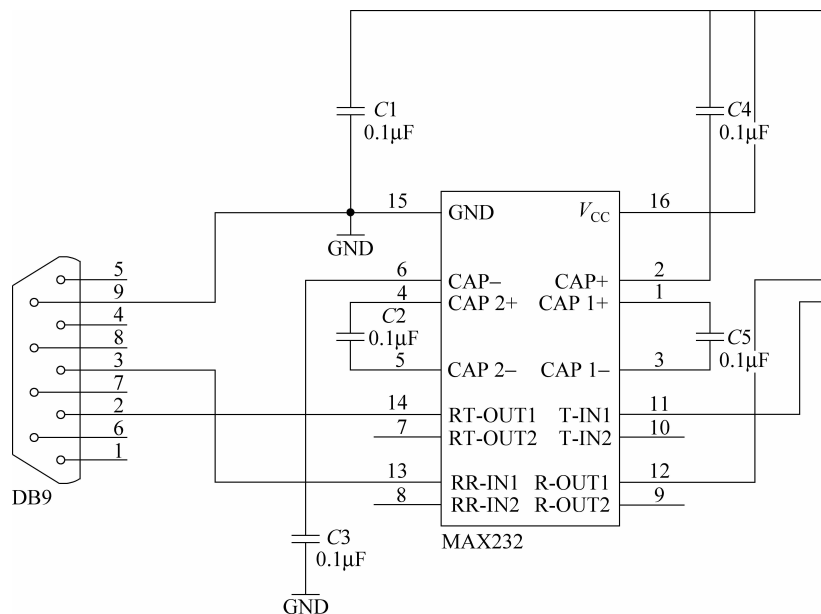 C1
0.1μF
C4
0.1μF
15
GND
VCC
16
GND
6
CAP−
CAP+
2
4
CAP 2+
CAP 1+
1
C2
0.1μF
C5
0.1μF
5
CAP 2−
CAP 1−
3
14
RT-OUT1
T-IN1
11
7
RT-OUT2
T-IN2
10
13
RR-IN1
R-OUT1
12
8
RR-IN2
R-OUT2
9
MAX232
5
9
4
8
3
7
2
6
1
DB9
C3
0.1μF
GND